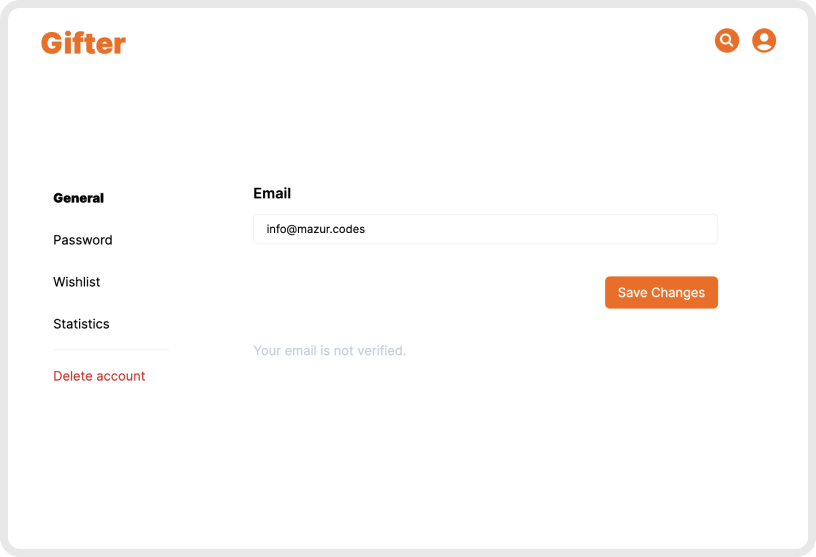 Gifter
General
Password
Wishlist
Statistics
Delete account
Email
info@mazur.codes
Save Changes
Your email is not verified.